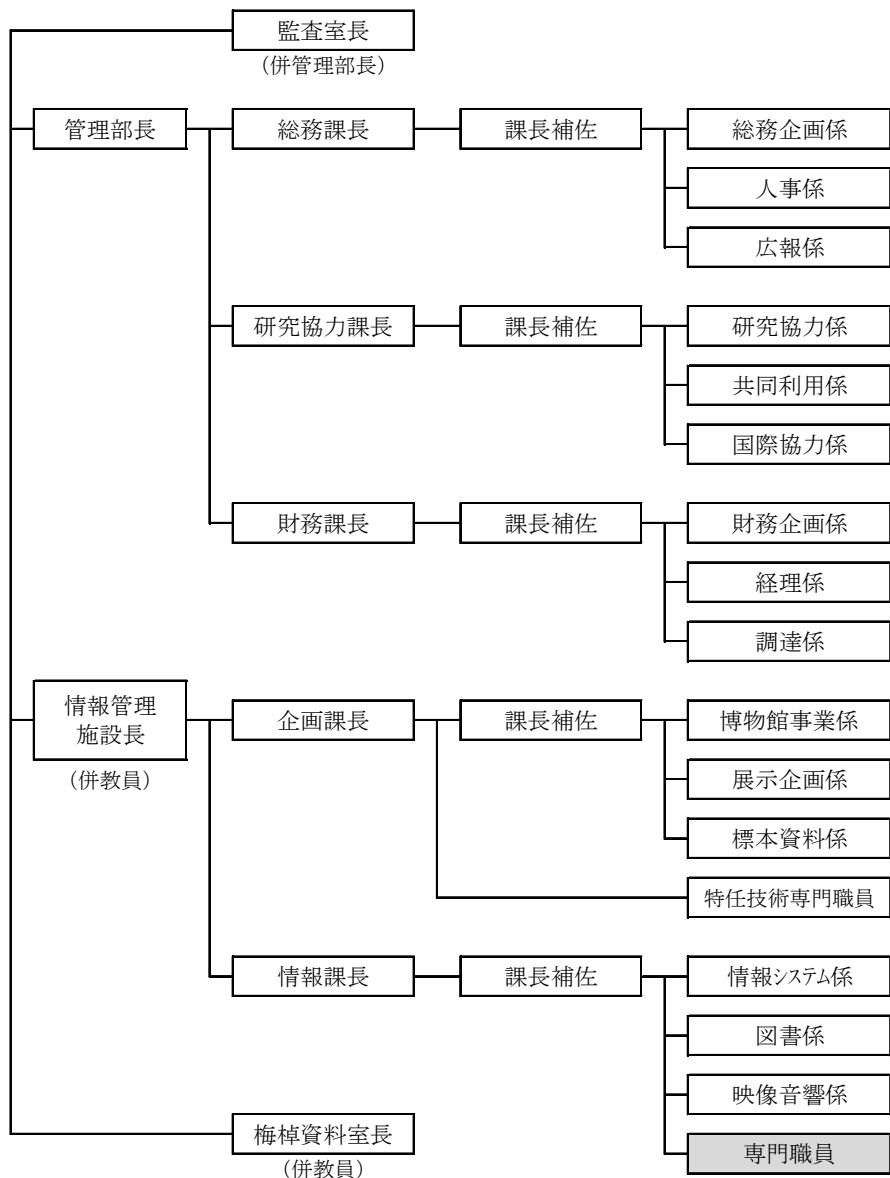 監査室長
（併管理部長）
管理部長
総務課長
課長補佐
総務企画係
人事係
広報係
研究協力課長
課長補佐
研究協力係
共同利用係
国際協力係
財務課長
課長補佐
財務企画係
経理係
調達係
情報管理
施設長
（併教員）
企画課長
課長補佐
博物館事業係
展示企画係
標本資料係
特任技術専門職員
情報課長
課長補佐
情報システム係
図書係
映像音響係
専門職員
梅棹資料室長
（併教員）